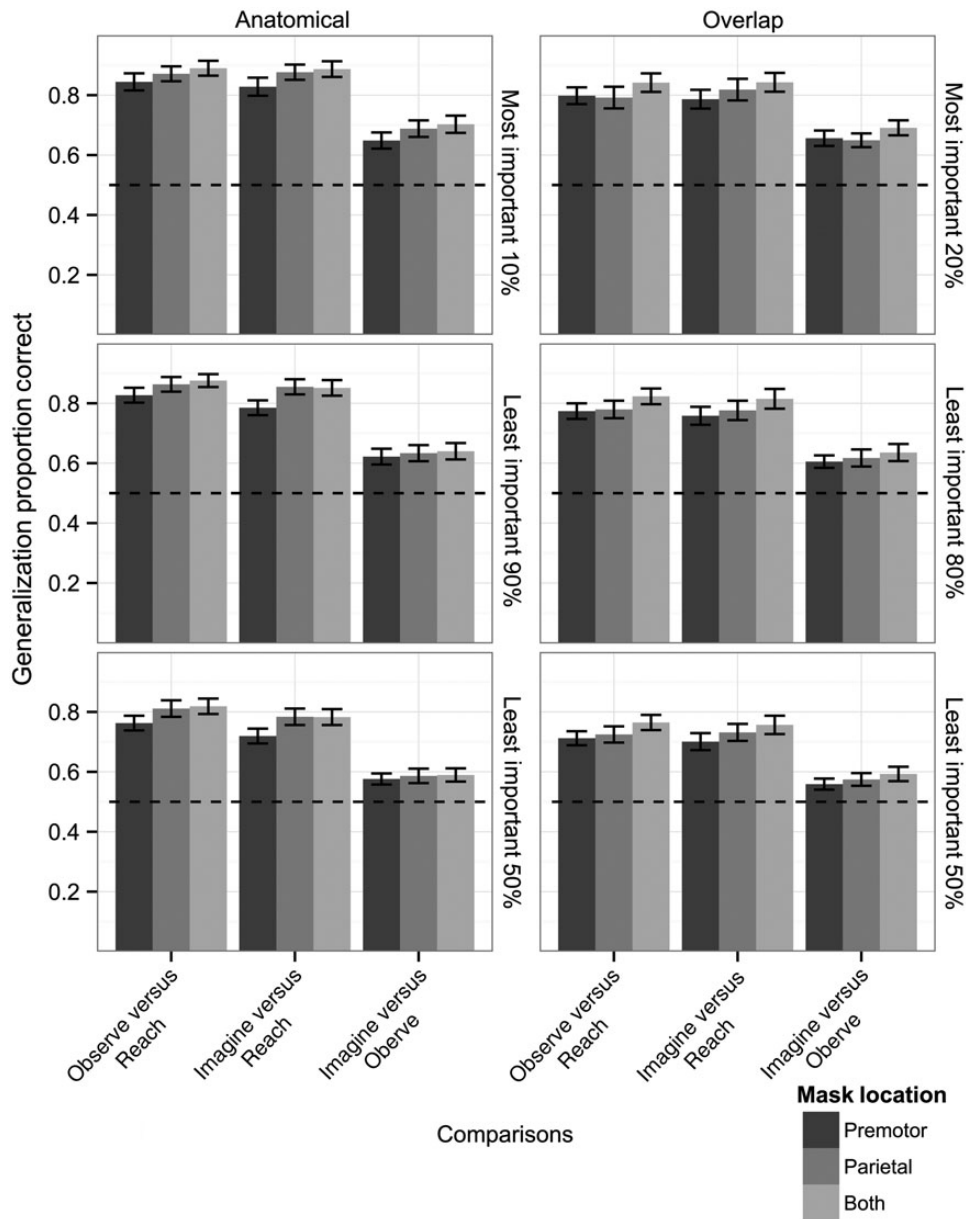 Anatomical
Overlap
Generalization proportion correct
0.8
0.6
0.4
0.2
Most important 10%
Most important 20%
0.8
0.6
0.4
0.2
Least important 90%
Least important 80%
0.8
0.6
0.4
0.2
Least important 50%
Least important 50%
Observe versus
Reach
Imagine versus
Reach
Imagine versus
Oberve
Observe versus
Reach
Imagine versus
Reach
Imagine versus
Oberve
Comparisons
Mask location
Premotor
Parietal
Both